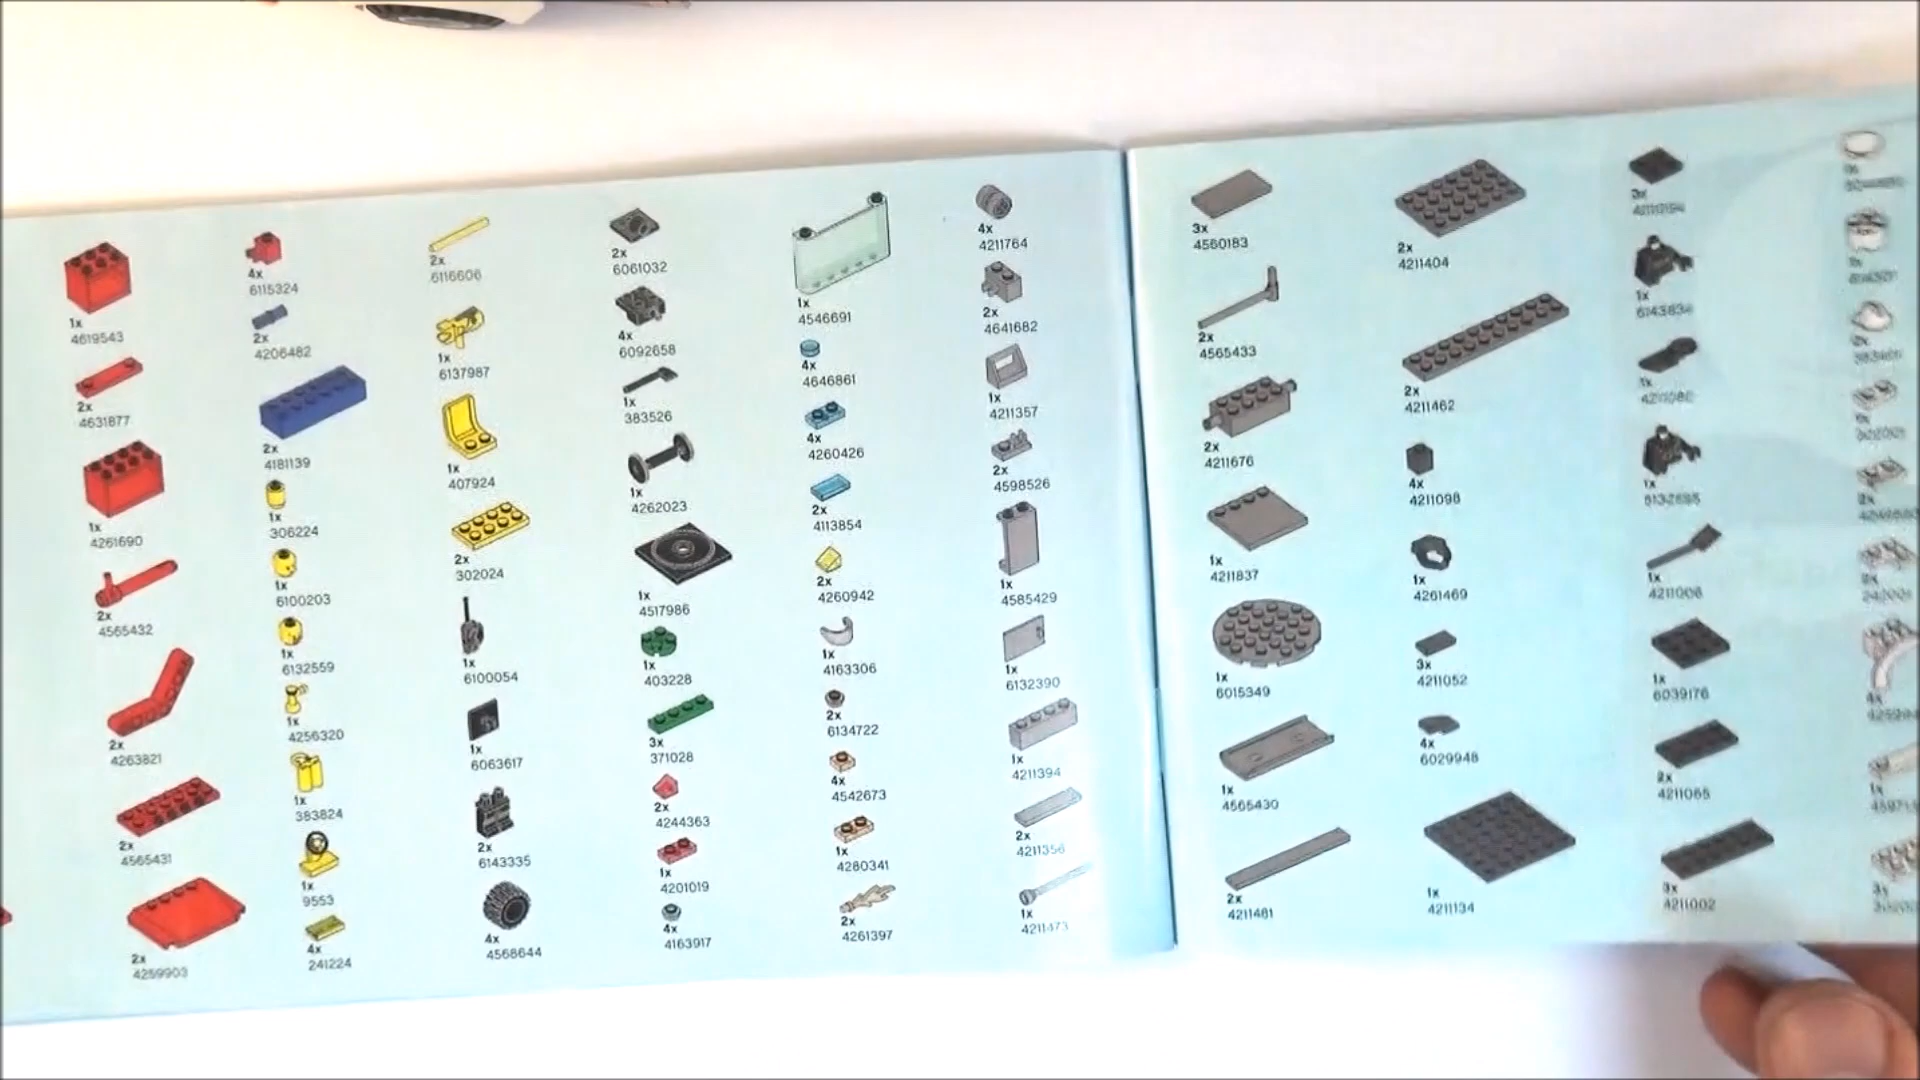 1x
4619543
2x
4631877
1x
4261690
2x
4565432
2x
4263821
2x
4565431
2x
4259903
4x
6115324
2x
4206482
2x
4181139
1x
306224
1x
6100203
1x
6132559
1x
4256320
1x
383824
1x
9553
4x
241224
2x
6116606
1x
6137987
1x
407924
2x
302024
1x
6100054
1x
6063617
2x
6143335
4x
4568644
2x
6061032
4x
6092658
1x
383526
1x
4262023
1x
4517986
1x
403228
3x
371028
2x
4244363
1x
4201019
4x
4163917
1x
4546691
4x
4646861
4x
4260426
2x
4113854
2x
4260942
1x
4163306
2x
6134722
4x
4542673
1x
4280341
2x
4261397
4x
4211764
2x
4641682
1x
4211357
2x
4598526
1x
4585429
1x
6132390
1x
4211394
2x
4211356
1x
4211473
3x
4560183
2x
4565433
2x
4211676
1x
4211837
1x
6015349
1x
4565430
2x
4211481
2x
4211404
2x
4211462
4x
4211098
1x
4261469
3x
4211052
4x
6029948
1x
4211134
1x
1x
1x
1x
4211006
1x
6039176
2x
4211065
3x
4211002